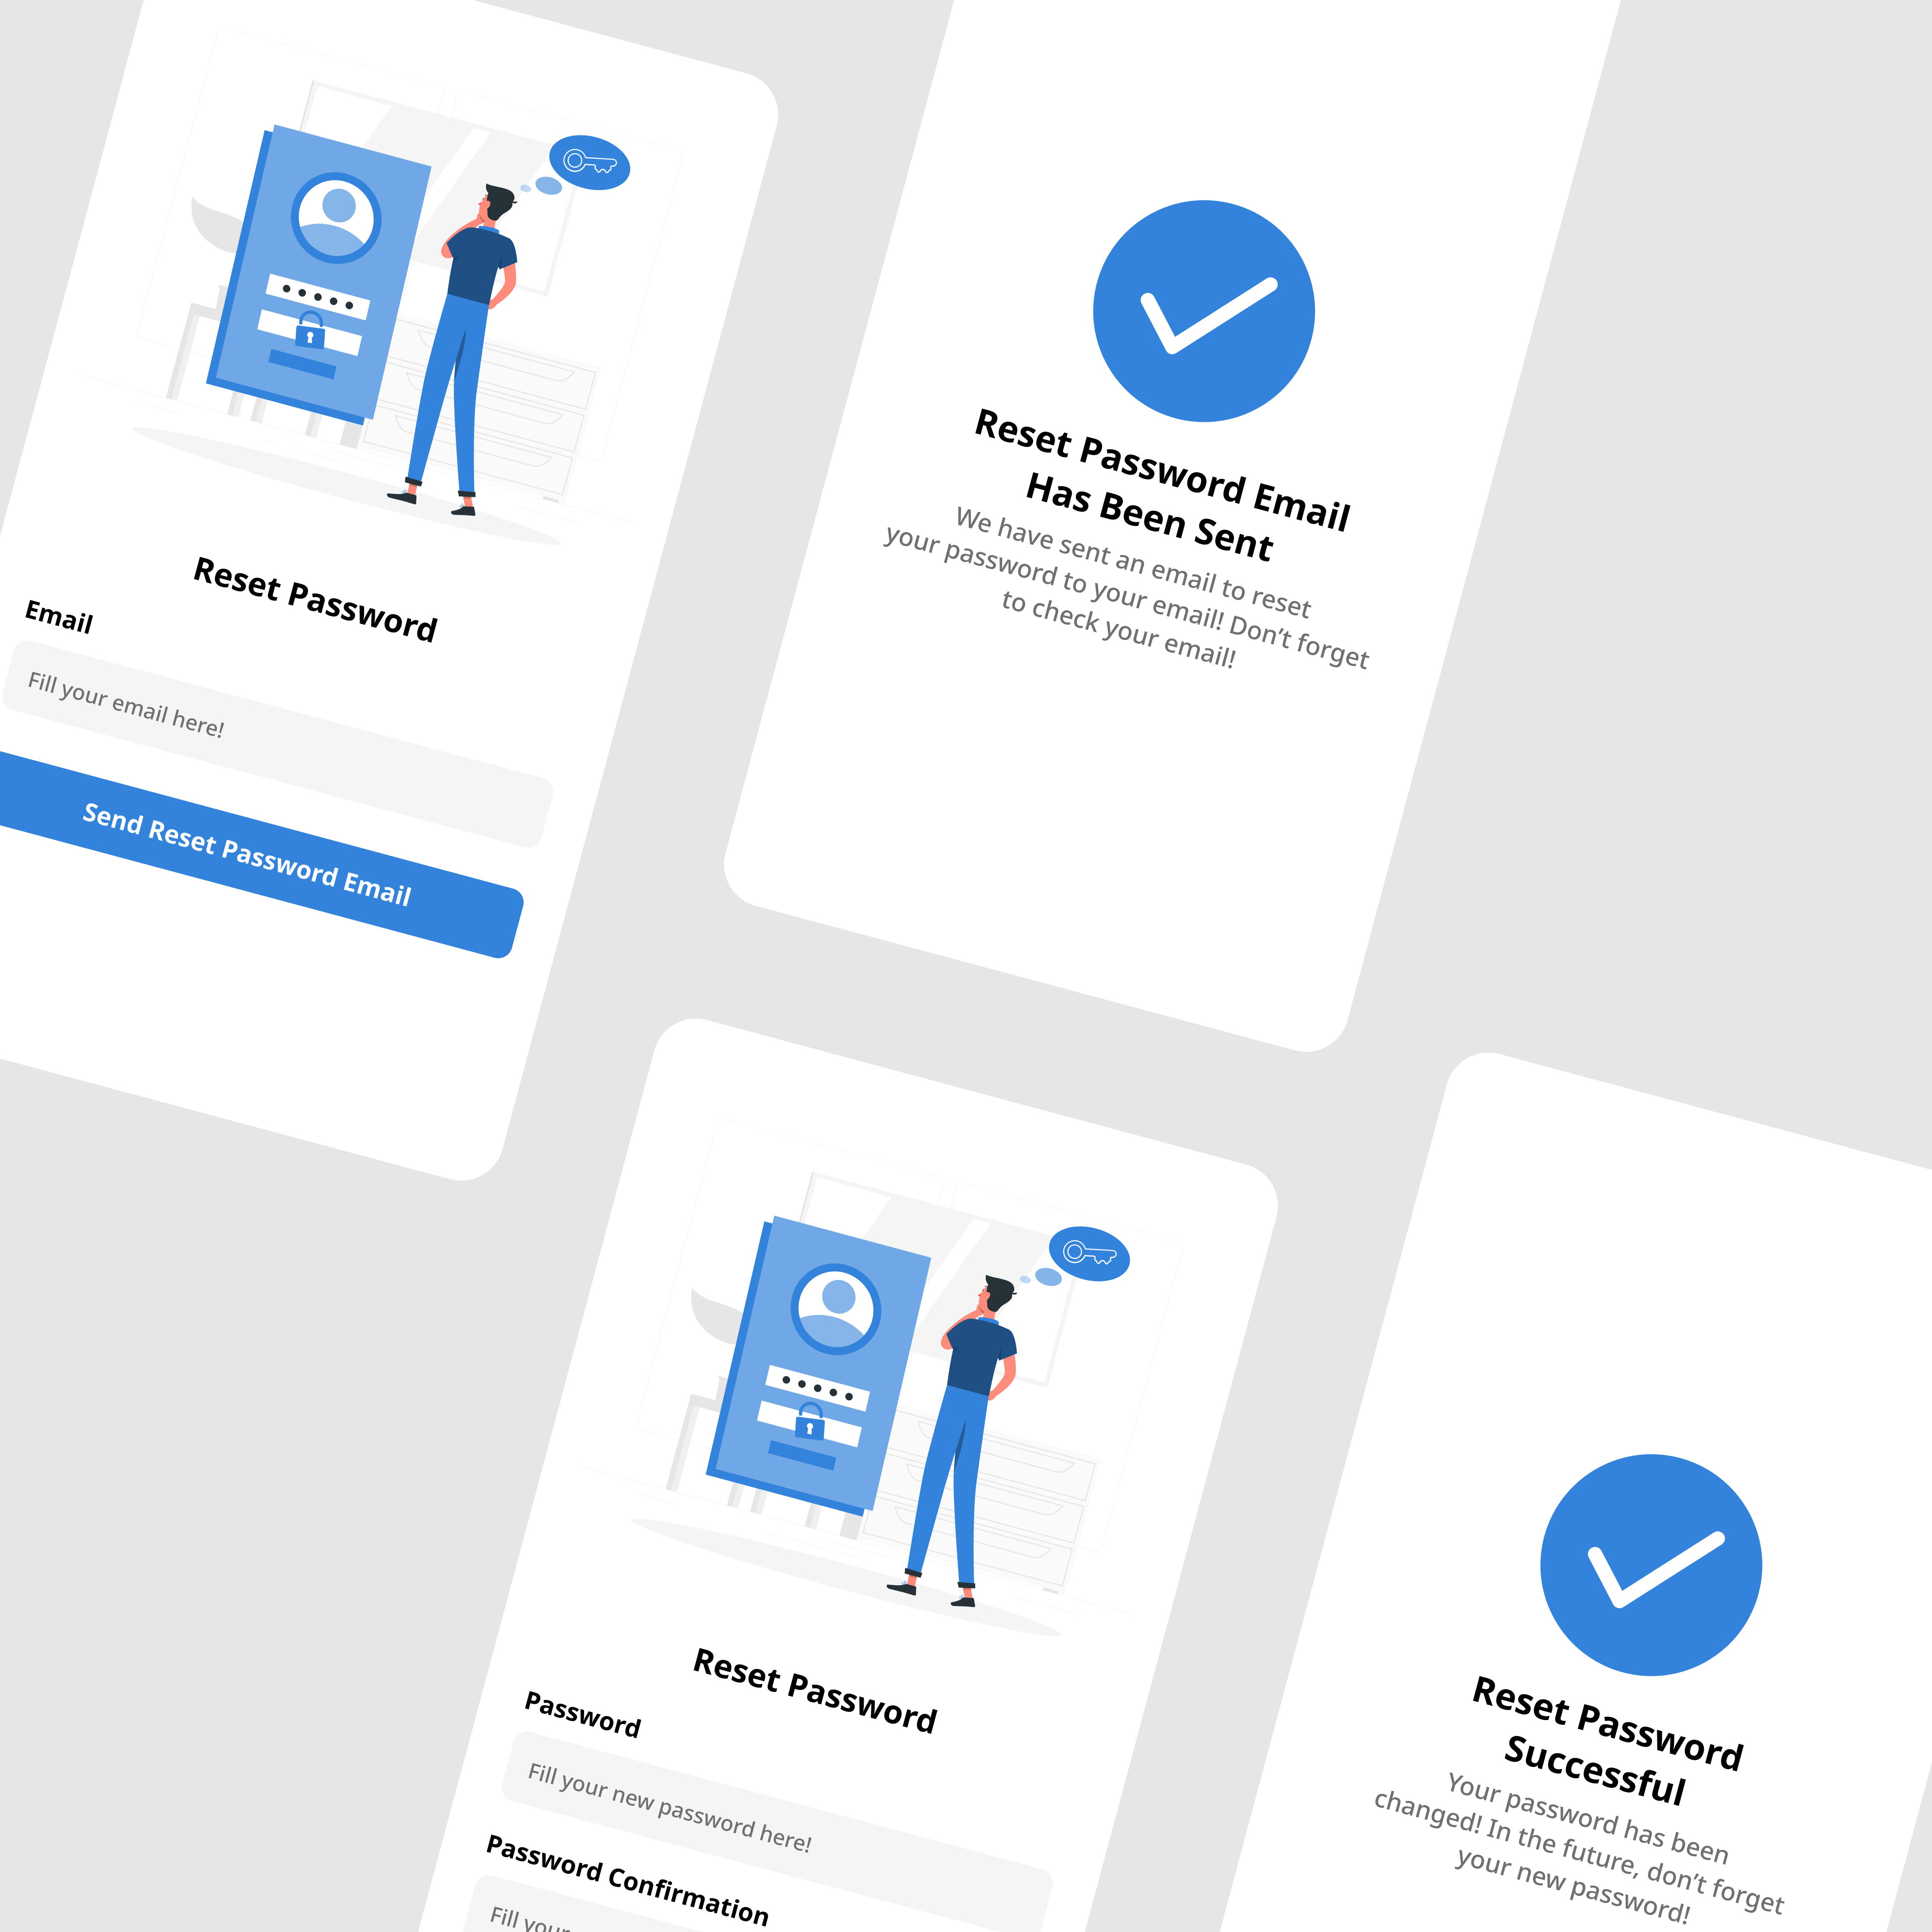 Reset Password
Email
Fill your email here!
Send Reset Password Email
Reset Password Email
Has Been Sent
We have sent an email to reset
your password to your email! Don’t forget
to check your email!
Reset Password
Password
Fill your new password here!
Password Confirmation
Fill your
Reset Password
Successful
Your password has been
changed! In the future, don’t forget
your new password!